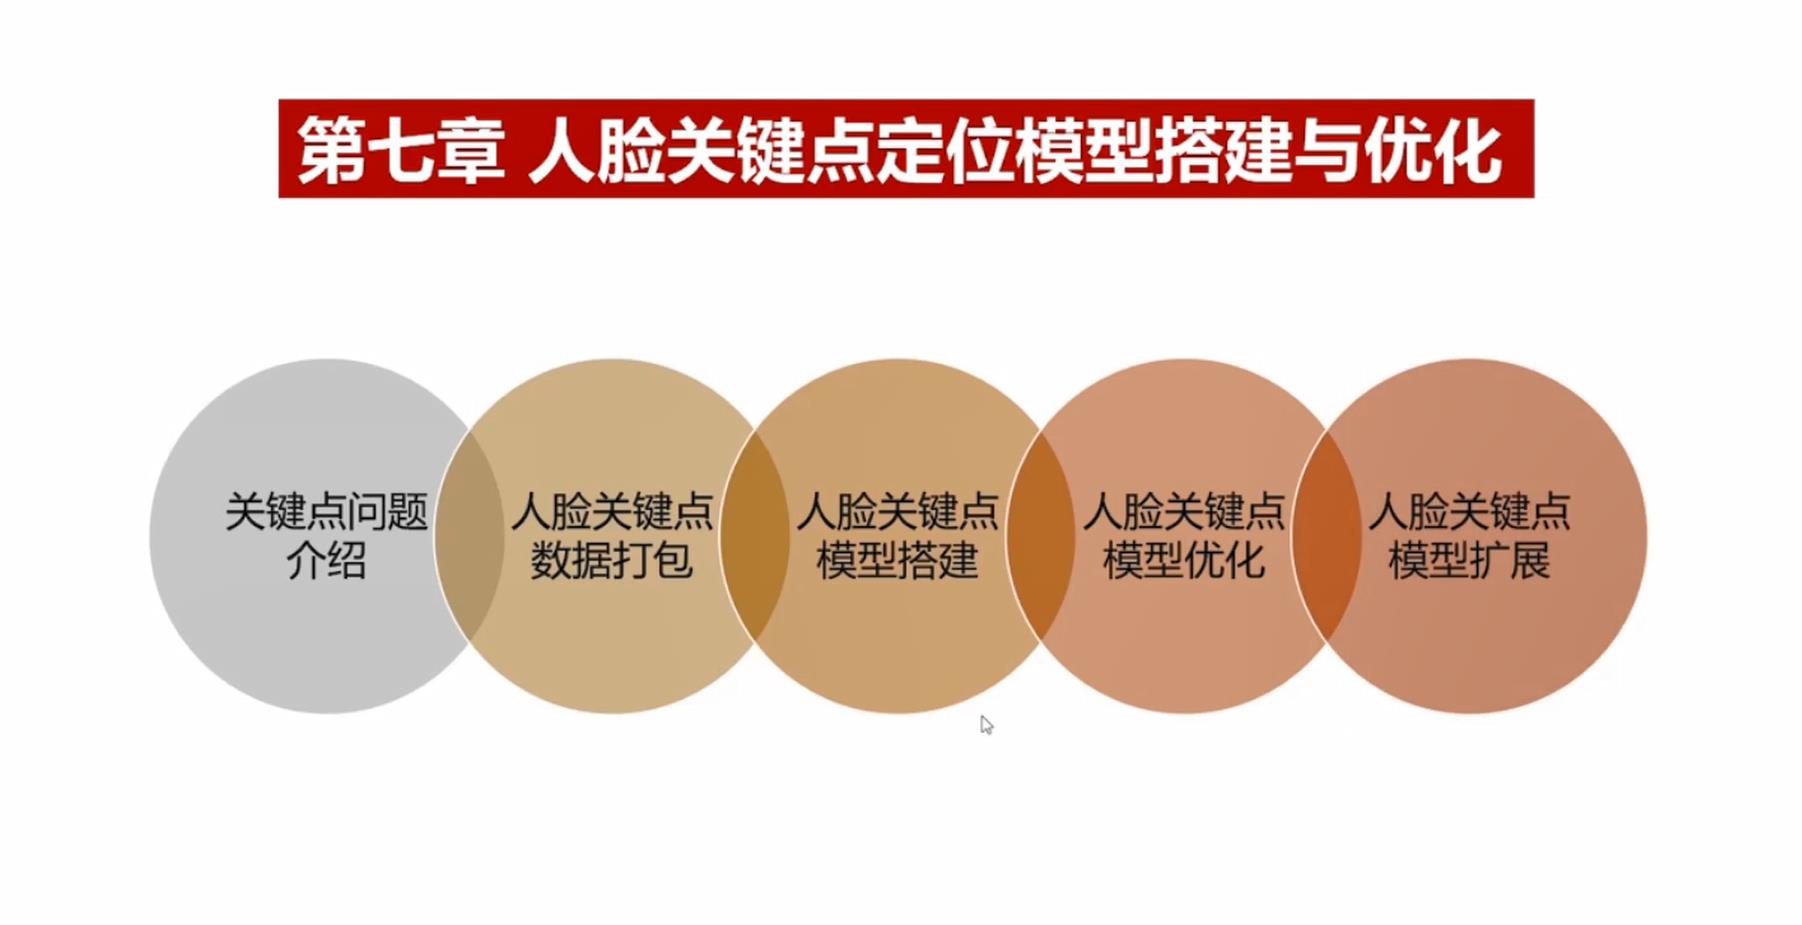 第七章 人脸关键点定位模型搭建与优化
关键点问题
介绍
人脸关键点
数据打包
人脸关键点
模型搭建
人脸关键点
模型优化
人脸关键点
模型扩展